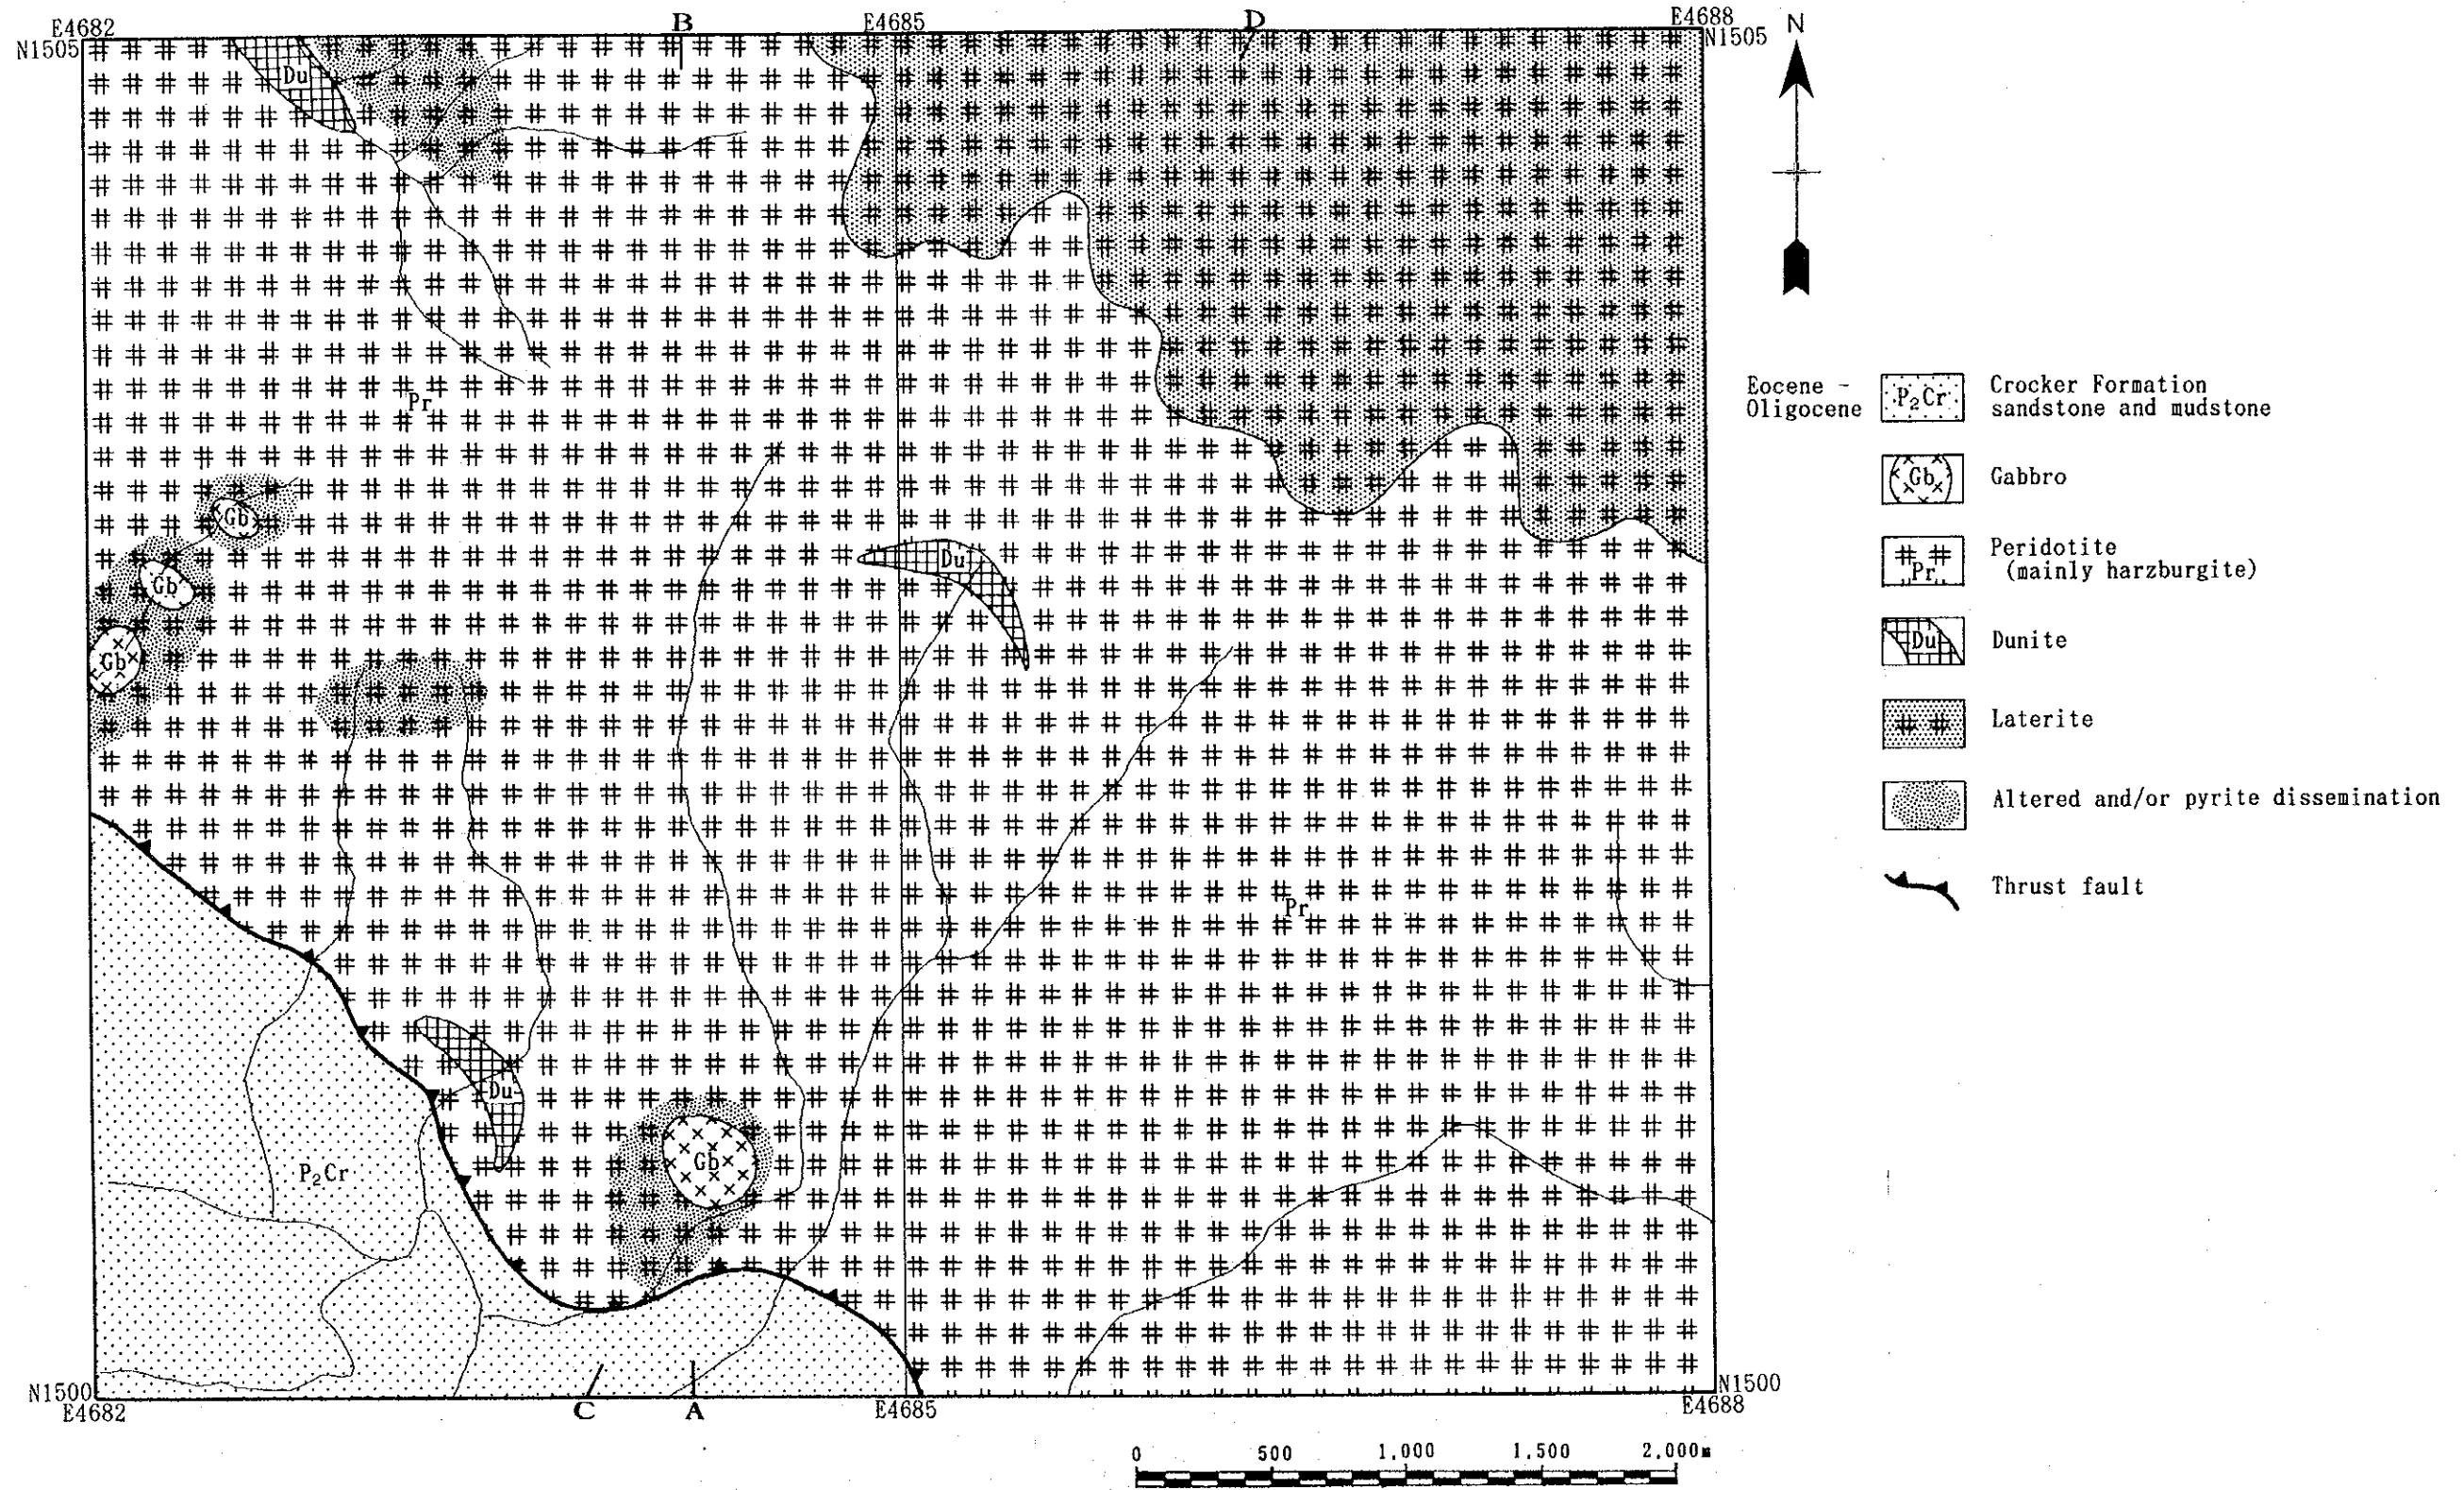 E4682
B
E4685
D
E4688
N1505
N1505
N
Du
Pr
Gb
Gb
Gb
Du
Pr
Du
Gb
P₂Cr
N1500
E4682
C
A
E4685
N1500
E4688
0 500 1,000 1,500 2,000m
Eocene -
Oligocene
P₂Cr
Crocker Formation
sandstone and mudstone
Gb
Gabbro
Pr
Peridotite
(mainly harzburgite)
Du
Dunite
Laterite
Altered and/or pyrite dissemination
Thrust fault